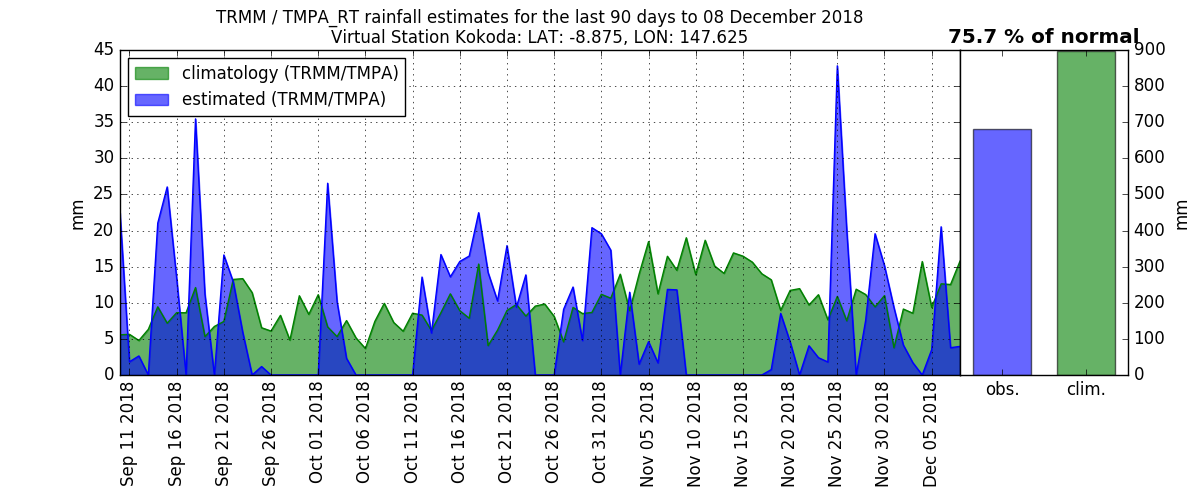 TRMM / TMPA_RT rainfall estimates for the last 90 days to 08 December 2018
Virtual Station Kokoda: LAT: -8.875, LON: 147.625
75.7 % of normal
climatology (TRMM/TMPA)
estimated (TRMM/TMPA)
mm
45
40
35
30
25
20
15
10
5
0
Sep 11 2018
Sep 16 2018
Sep 21 2018
Sep 26 2018
Oct 01 2018
Oct 06 2018
Oct 11 2018
Oct 16 2018
Oct 21 2018
Oct 26 2018
Oct 31 2018
Nov 05 2018
Nov 10 2018
Nov 15 2018
Nov 20 2018
Nov 25 2018
Nov 30 2018
Dec 05 2018
obs.
clim.
900
800
700
600
500
400
300
200
100
0
mm